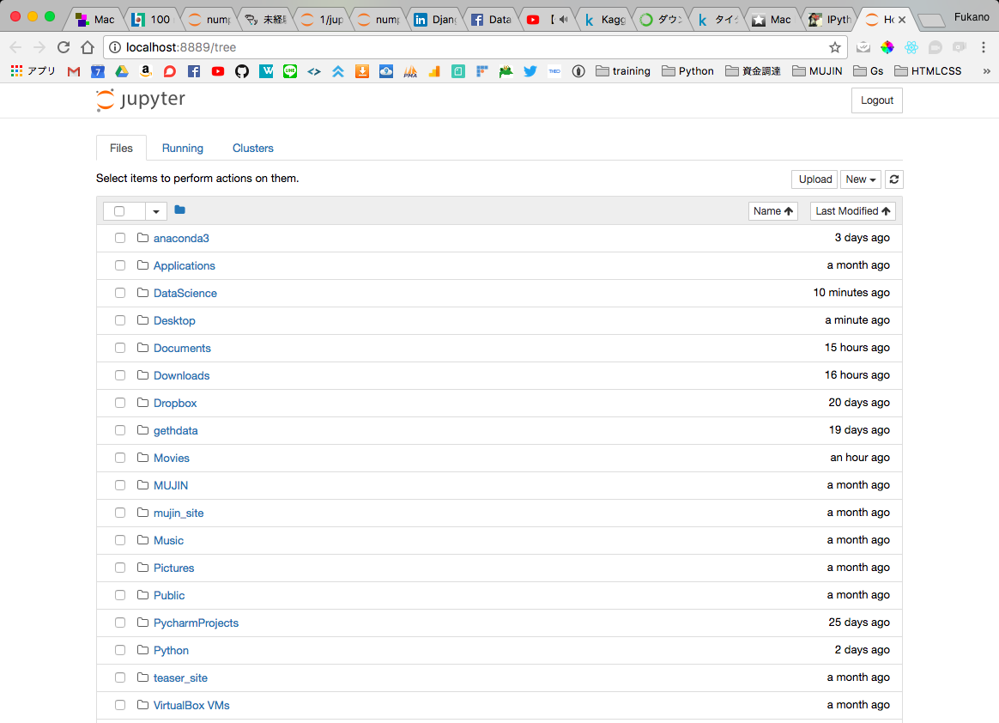 Mac 100 num 未経 1/jup num Djang Data Kagg ダウン タイ Mac IPyth Ho Fukano
localhost:8889/tree
アプリ training Python 資金調達 MUJIN Gs HTMLCSS »
jupyter Logout
Files Running Clusters
Select items to perform actions on them. Upload New
Name Last Modified
anaconda3 3 days ago
Applications a month ago
DataScience 10 minutes ago
Desktop a minute ago
Documents 15 hours ago
Downloads 16 hours ago
Dropbox 20 days ago
gethdata 19 days ago
Movies an hour ago
MUJIN a month ago
mujin_site a month ago
Music a month ago
Pictures a month ago
Public a month ago
PycharmProjects 25 days ago
Python 2 days ago
teaser_site a month ago
VirtualBox VMs a month ago